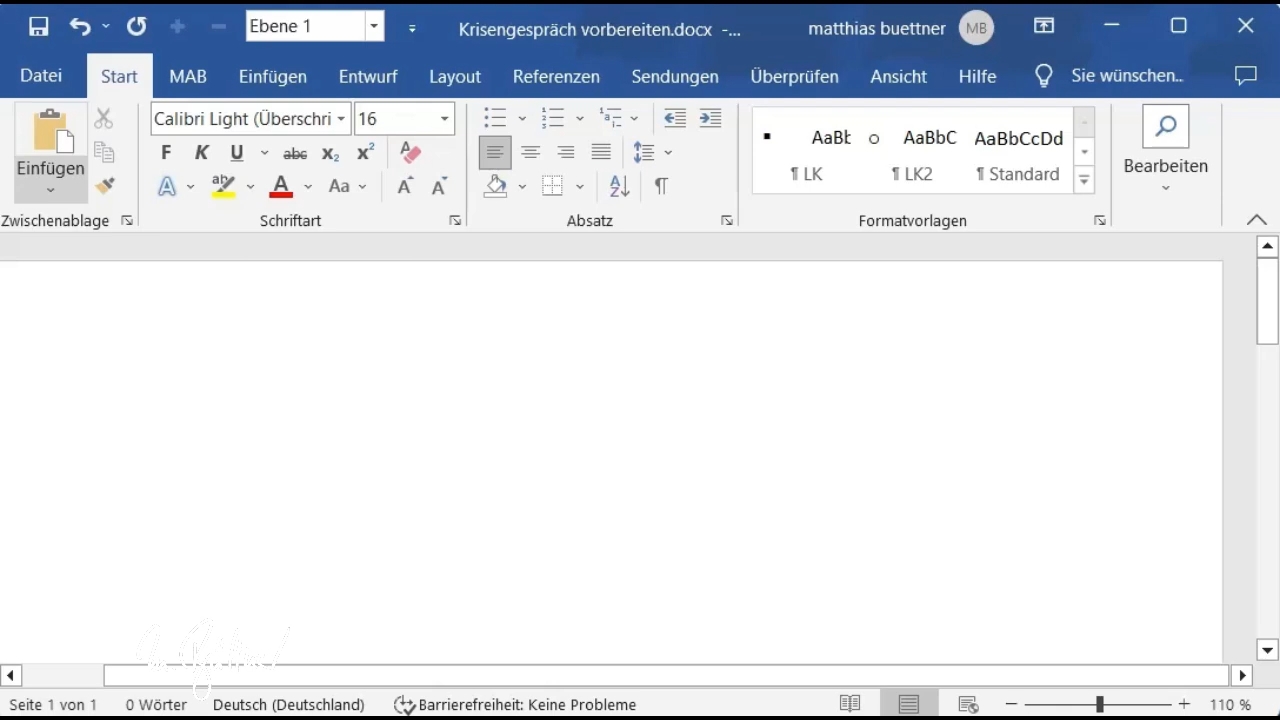 Ebene 1
Krisengespräch vorbereiten.docx -...
matthias buettner
MB
Datei
Start
MAB
Einfügen
Entwurf
Layout
Referenzen
Sendungen
Überprüfen
Ansicht
Hilfe
Sie wünschen..
Einfügen
Calibri Light (Überschri
16
F K U abc x₂ x²
A ab A Aa A A
AaBb
¶ LK
AaBbC
¶ LK2
AaBbCcDd
¶ Standard
Bearbeiten
Zwischenablage
Schriftart
Absatz
Formatvorlagen
Seite 1 von 1
0 Wörter
Deutsch (Deutschland)
Barrierefreiheit: Keine Probleme
110 %